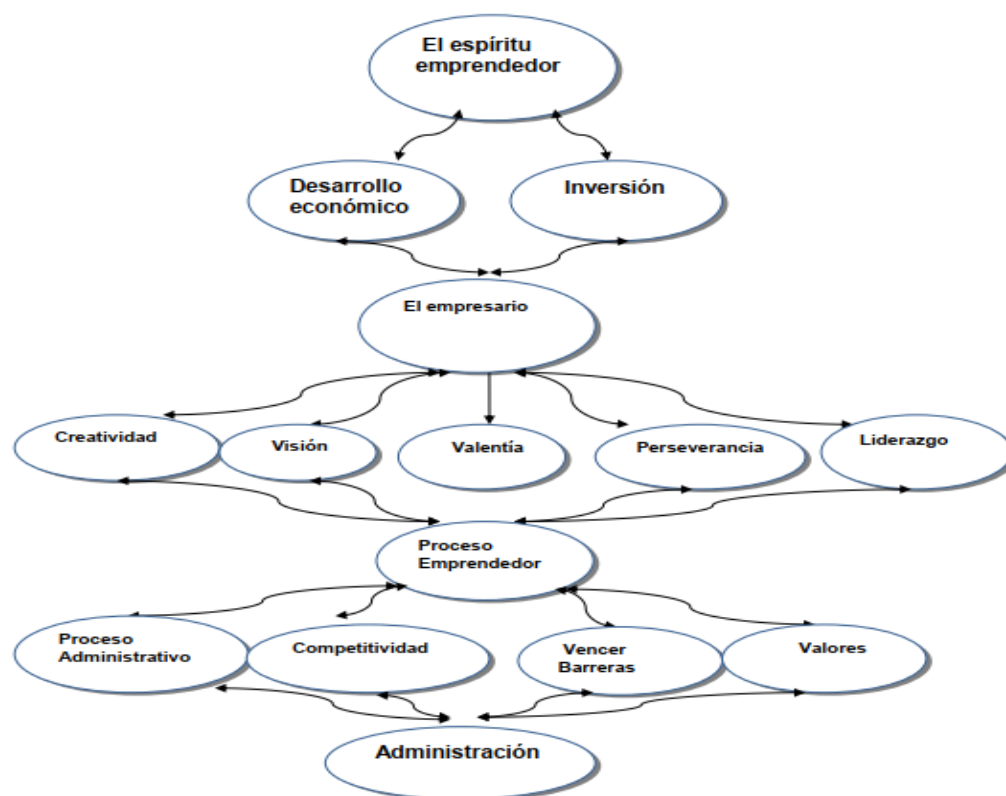 El espíritu
emprendedor
Desarrollo
económico
Inversión
El empresario
Creatividad
Visión
Valentía
Perseverancia
Liderazgo
Proceso
Emprendedor
Proceso
Administrativo
Competitividad
Vencer
Barreras
Valores
Administración